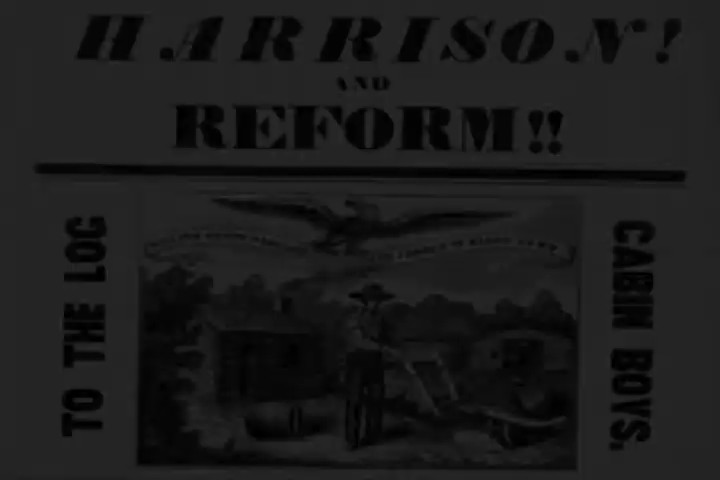 HARRISON!
AND
REFORM!!
TO THE LOG
CABIN BOYS,